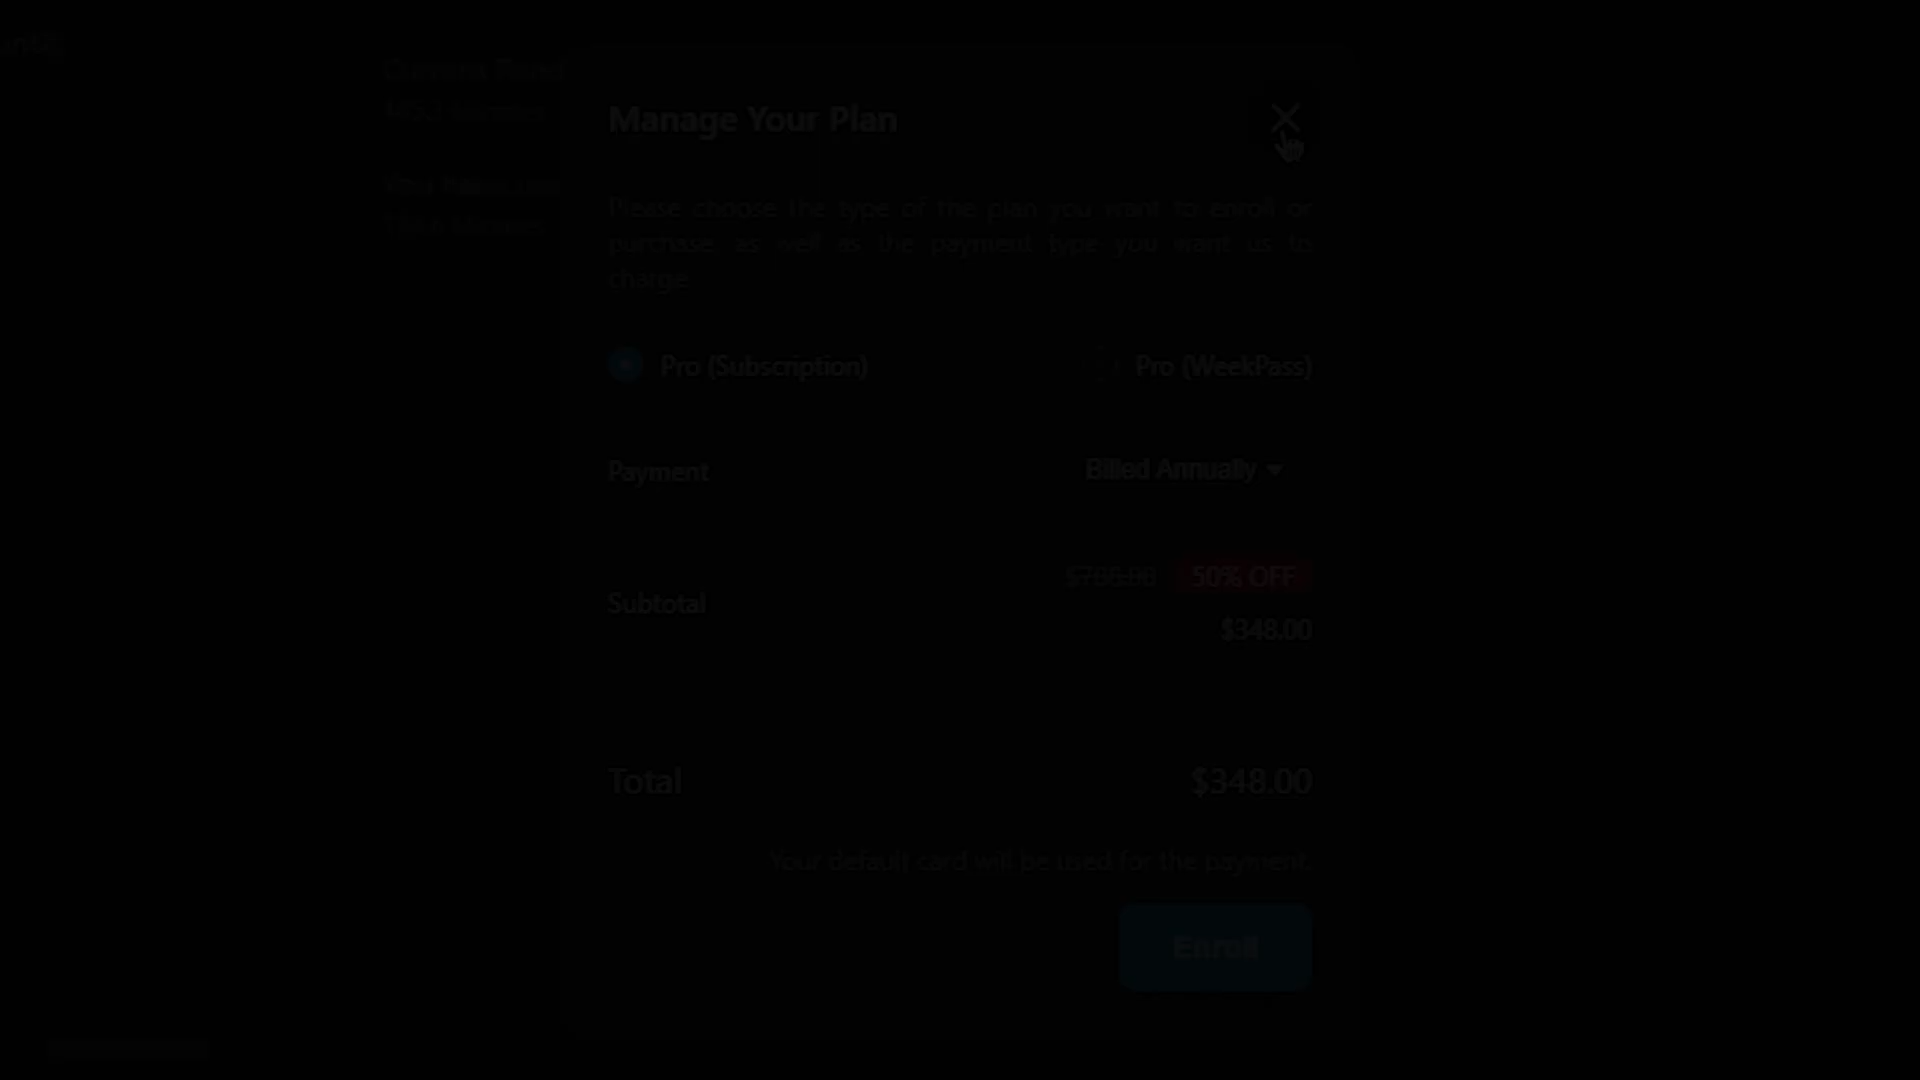 Manage Your Plan
Please choose the type of the plan you want to enroll or
purchase, as well as the payment type you want us to
charge.
Pro (Subscription)
Pro (WeekPass)
Payment
Billed Annually
50% OFF
Subtotal
$348.00
Total
$348.00
Your default card will be used for the payment.
Enroll